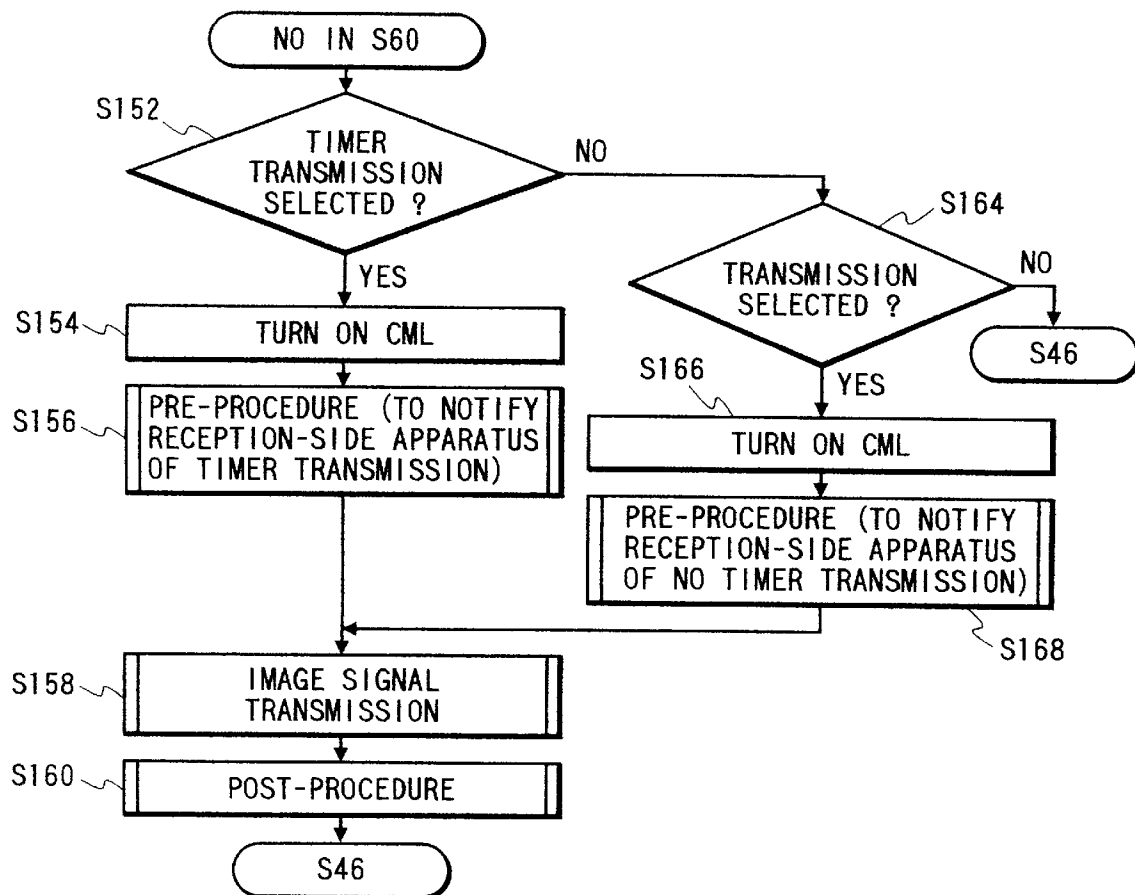 NO IN S60
S152
TIMER
TRANSMISSION
SELECTED ?
NO
YES
S164
TRANSMISSION
SELECTED ?
NO
S46
YES
S154
TURN ON CML
S156
PRE-PROCEDURE (TO NOTIFY
RECEPTION-SIDE APPARATUS
OF TIMER TRANSMISSION)
S166
TURN ON CML
PRE-PROCEDURE (TO NOTIFY
RECEPTION-SIDE APPARATUS
OF NO TIMER TRANSMISSION)
S168
S158
IMAGE SIGNAL
TRANSMISSION
S160
POST-PROCEDURE
S46